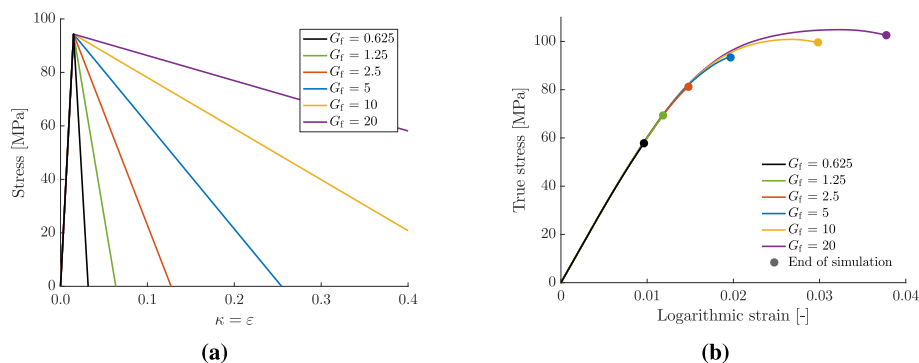 100
80
60
40
20
0
0.0
0.1
0.2
0.3
0.4
Stress [MPa]
κ = ε
G_f = 0.625
G_f = 1.25
G_f = 2.5
G_f = 5
G_f = 10
G_f = 20
(a)
100
80
60
40
20
0
0
0.01
0.02
0.03
0.04
True stress [MPa]
Logarithmic strain [-]
G_f = 0.625
G_f = 1.25
G_f = 2.5
G_f = 5
G_f = 10
G_f = 20
End of simulation
(b)